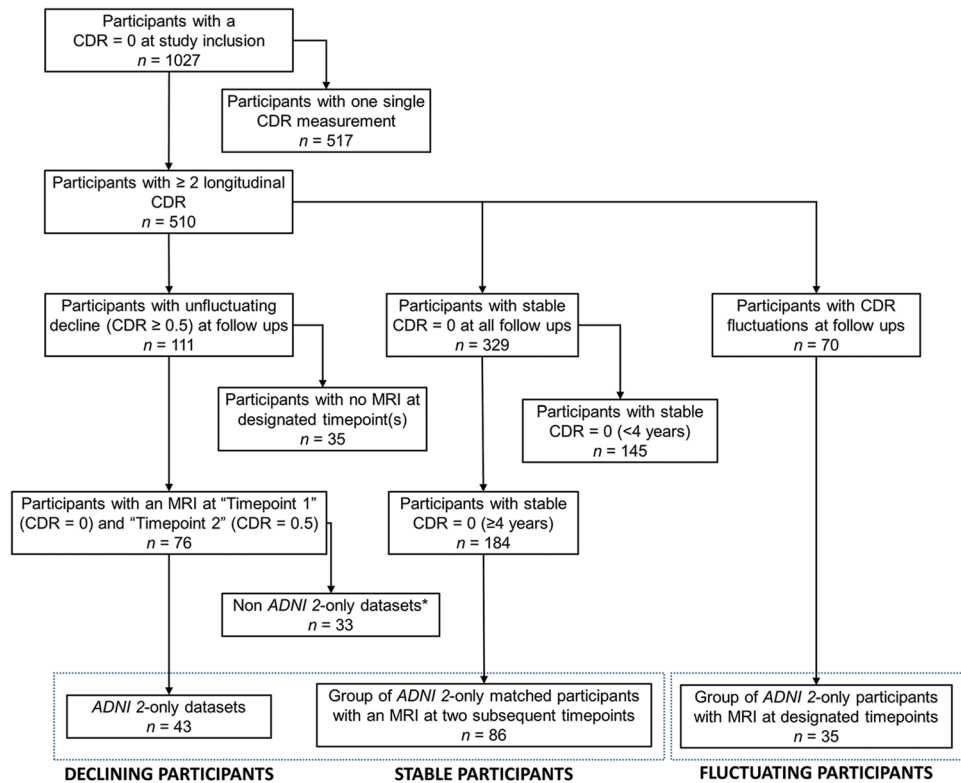 Participants with a
CDR = 0 at study inclusion
n = 1027
Participants with one single
CDR measurement
n = 517
Participants with ≥ 2 longitudinal
CDR
n = 510
Participants with unfluctuating
decline (CDR ≥ 0.5) at follow ups
n = 111
Participants with stable
CDR = 0 at all follow ups
n = 329
Participants with CDR
fluctuations at follow ups
n = 70
Participants with no MRI at
designated timepoint(s)
n = 35
Participants with stable
CDR = 0 (<4 years)
n = 145
Participants with an MRI at “Timepoint 1”
(CDR = 0) and “Timepoint 2” (CDR = 0.5)
n = 76
Participants with stable
CDR = 0 (≥4 years)
n = 184
Non ADNI 2-only datasets*
n = 33
ADNI 2-only datasets
n = 43
Group of ADNI 2-only matched participants
with an MRI at two subsequent timepoints
n = 86
Group of ADNI 2-only participants
with MRI at designated timepoints
n = 35
DECLINING PARTICIPANTS
STABLE PARTICIPANTS
FLUCTUATING PARTICIPANTS